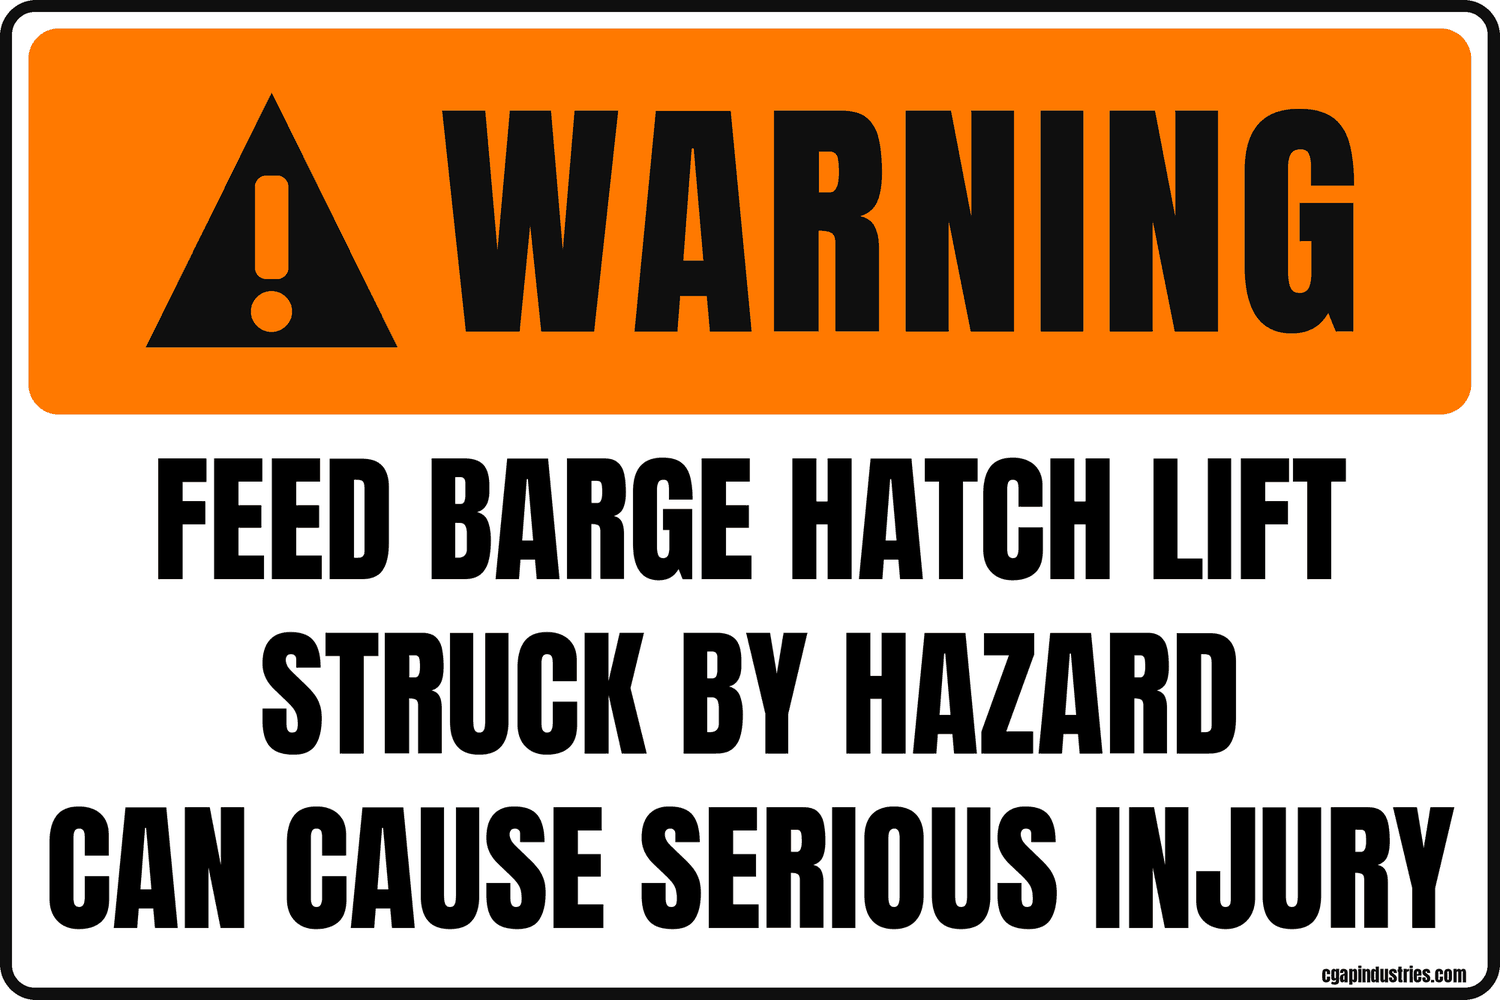 WARNING
FEED BARGE HATCH LIFT
STRUCK BY HAZARD
CAN CAUSE SERIOUS INJURY
cgapindustries.com